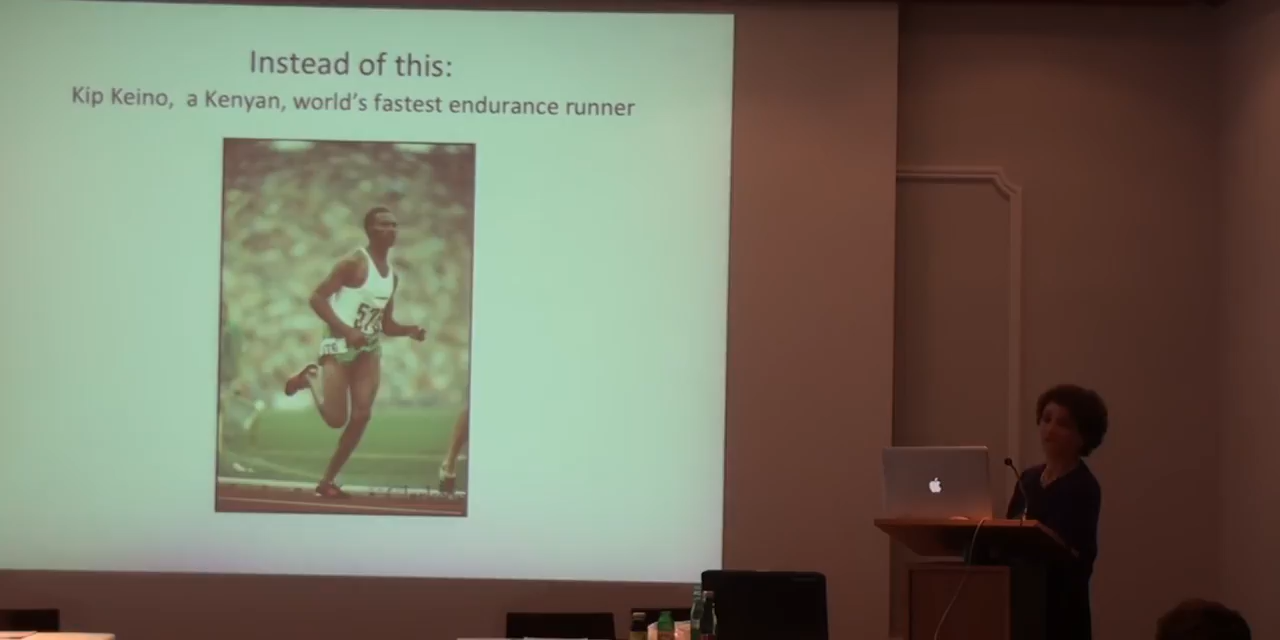 Instead of this:
Kip Keino,  a Kenyan, world's fastest endurance runner